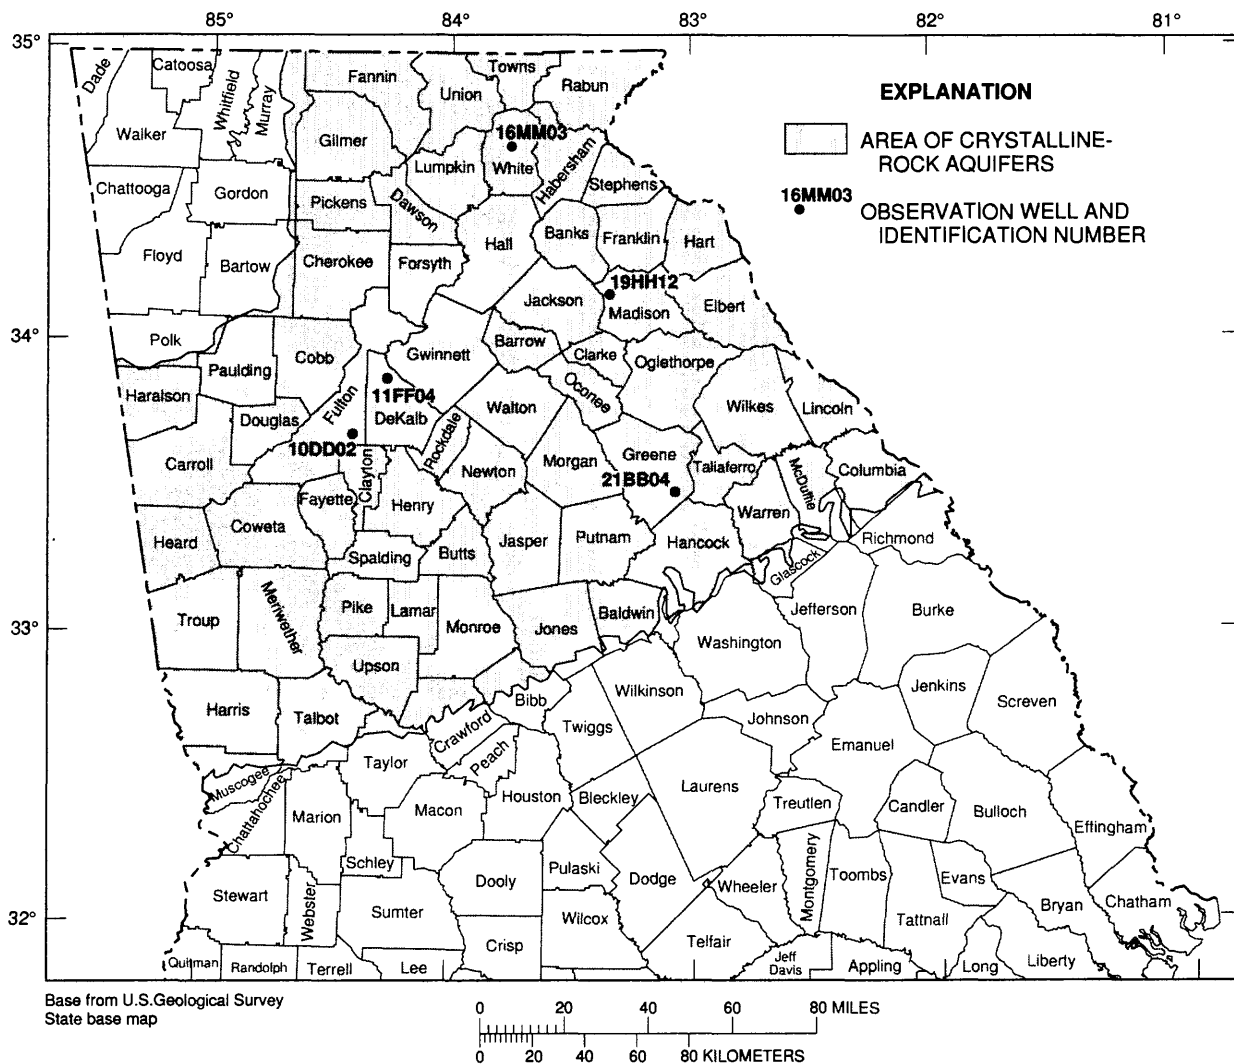 85°
84°
83°
82°
81°
35°
34°
33°
32°
EXPLANATION
AREA OF CRYSTALLINE-
ROCK AQUIFERS
16MM03
OBSERVATION WELL AND
IDENTIFICATION NUMBER
Dade
Catoosa
Whitfield
Murray
Fannin
Union
Towns
Rabun
Walker
Gilmer
16MM03
White
Lumpkin
Habersham
Stephens
Chattooga
Gordon
Pickens
Dawson
Hall
Banks
Franklin
Hart
Floyd
Bartow
Cherokee
Forsyth
19HH12
Jackson
Madison
Elbert
Polk
Cobb
Gwinnett
Barrow
Clarke
Oglethorpe
Paulding
Haralson
Fulton
11FF04
DeKalb
Oconee
Walton
Wilkes
Lincoln
Douglas
10DD02
Rockdale
Carroll
Clayton
Newton
Morgan
Greene
21BB04
Taliaferro
McDuffie
Columbia
Fayette
Henry
Coweta
Heard
Spalding
Butts
Jasper
Putnam
Hancock
Warren
Glascock
Richmond
Troup
Meriwether
Pike
Lamar
Monroe
Jones
Baldwin
Washington
Jefferson
Burke
Upson
Harris
Talbot
Crawford
Bibb
Twiggs
Wilkinson
Johnson
Jenkins
Screven
Emanuel
Muscogee
Chattahoochee
Taylor
Peach
Marion
Macon
Houston
Bleckley
Laurens
Treutlen
Candler
Bulloch
Effingham
Schley
Stewart
Webster
Sumter
Dooly
Pulaski
Dodge
Wheeler
Montgomery
Toombs
Evans
Tattnall
Bryan
Chatham
Wilcox
Crisp
Telfair
Quitman
Randolph
Terrell
Lee
Jeff
Davis
Appling
Long
Liberty
Base from U.S.Geological Survey
State base map
0 20 40 60 80 MILES
0 20 40 60 80 KILOMETERS